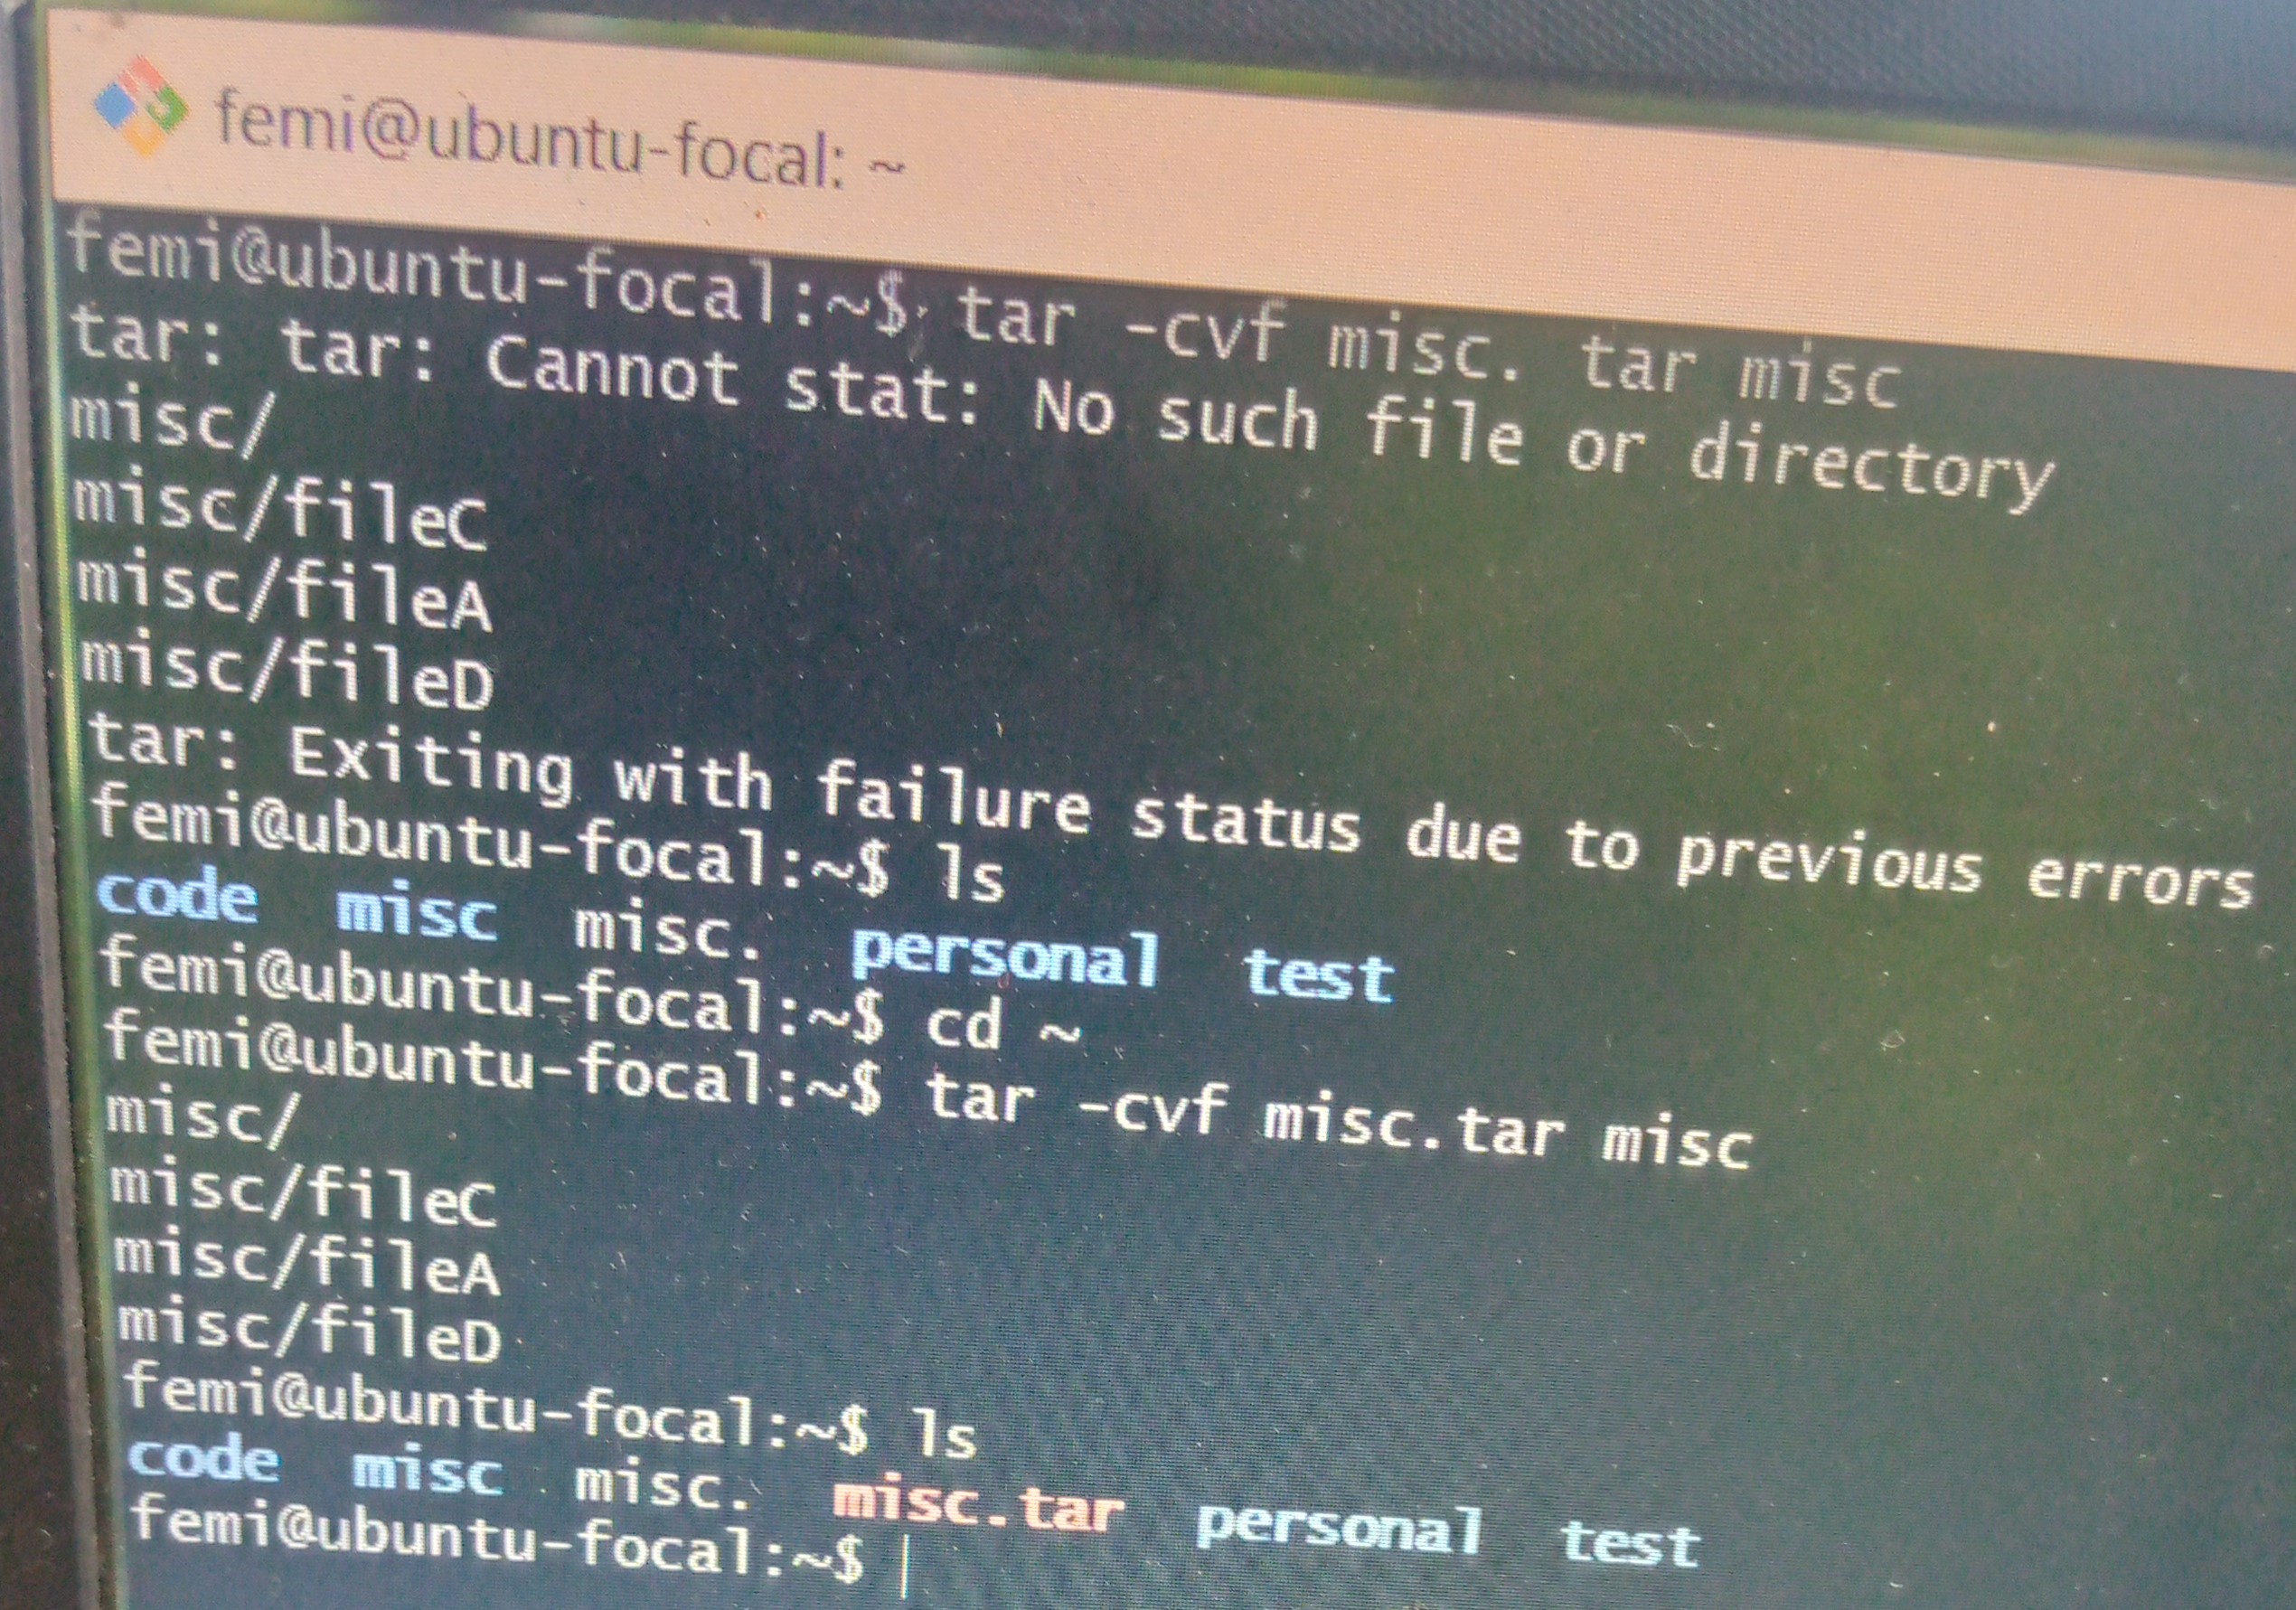 femi@ubuntu-focal: ~
femi@ubuntu-focal:~$ tar -cvf misc. tar misc
tar: tar: Cannot stat: No such file or directory
misc/
misc/fileC
misc/fileA
misc/fileD
tar: Exiting with failure status due to previous errors
femi@ubuntu-focal:~$ ls
code misc misc. personal test
femi@ubuntu-focal:~$ cd ~
femi@ubuntu-focal:~$ tar -cvf misc.tar misc
misc/
misc/fileC
misc/fileA
misc/fileD
femi@ubuntu-focal:~$ ls
code misc misc. misc.tar personal test
femi@ubuntu-focal:~$